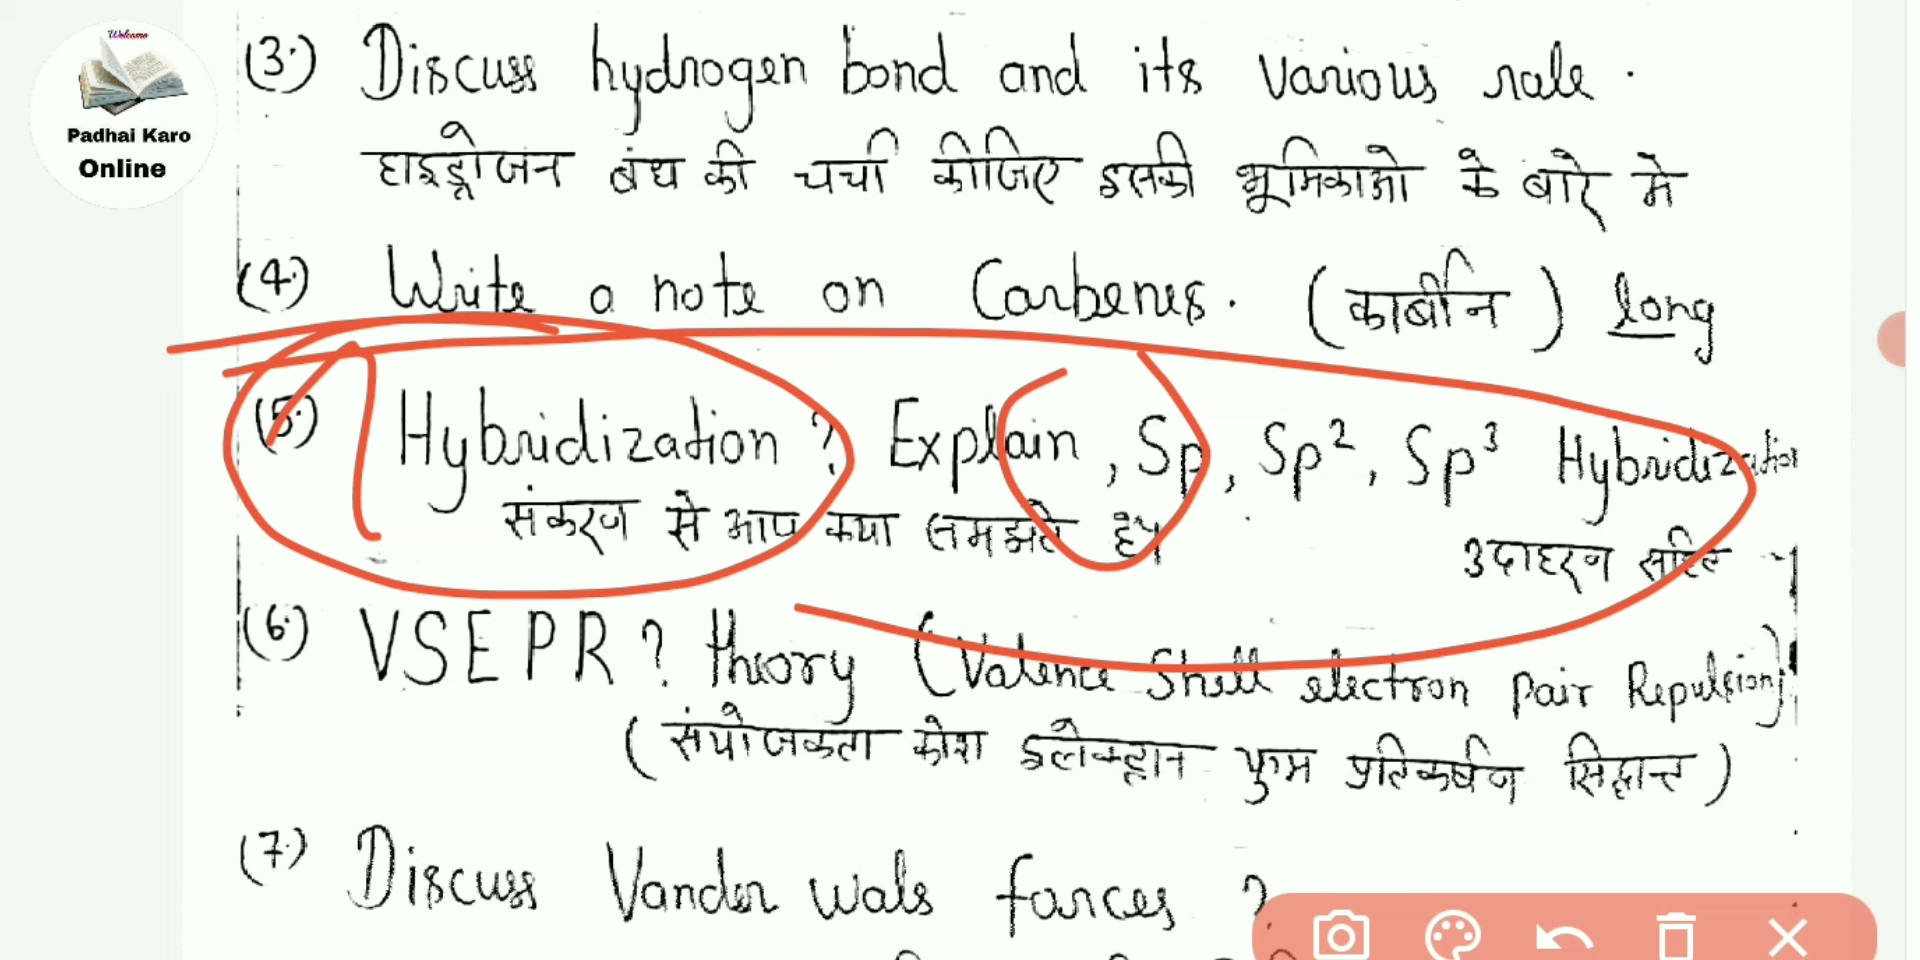 Welcome
Padhai Karo
Online
(3.) Discuss hydrogen bond and its various role.
हाइड्रोजन बंध की चर्चा कीजिए इसकी भूमिकाओ के बारे मे
(4.) Write a note on Carbenes. (कार्बीन) long
(5.) Hybridization? Explain, Sp, Sp², Sp³ Hybridization
संकरण से आप क्या समझते है? उदाहरण सहित
(6.) VSEPR? theory (Valence Shell electron Pair Repulsion)
(संयोजकता कोश इलेक्ट्रान युग्म प्रतिकर्षण सिद्धान्त)
(7.) Discuss Vander wals forces ?